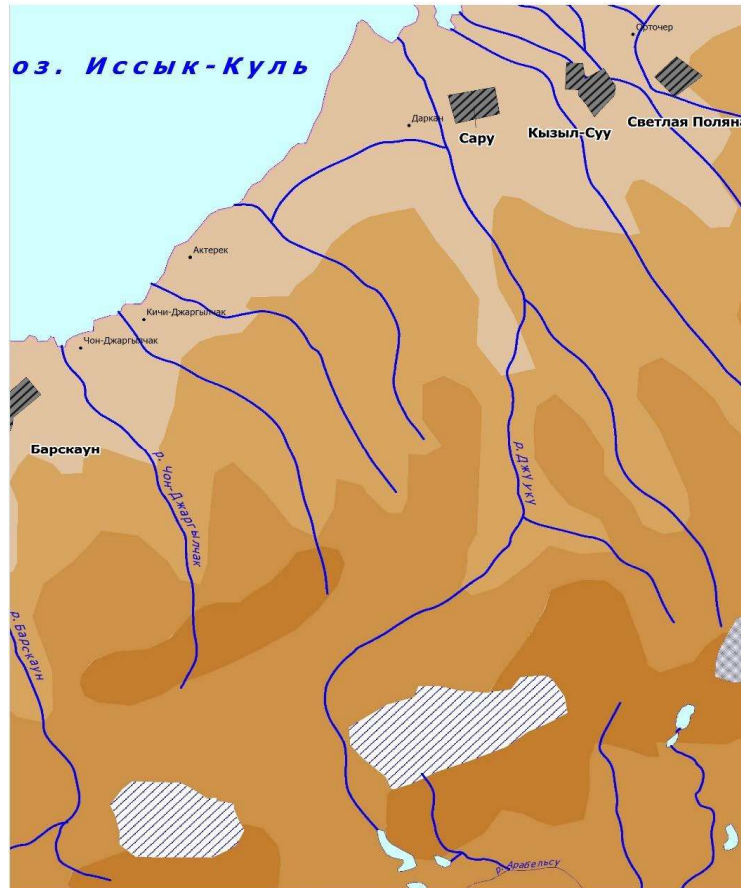 Орточер
оз. Иссык-Куль
Даркан
Сару
Кызыл-Суу
Светлая Поляна
Актерек
Кичи-Джаргылчак
Чон-Джаргылчак
Барскаун
р. Чон-Джаргылчак
р. Джууку
р. Барскаун
р. Арабельсу